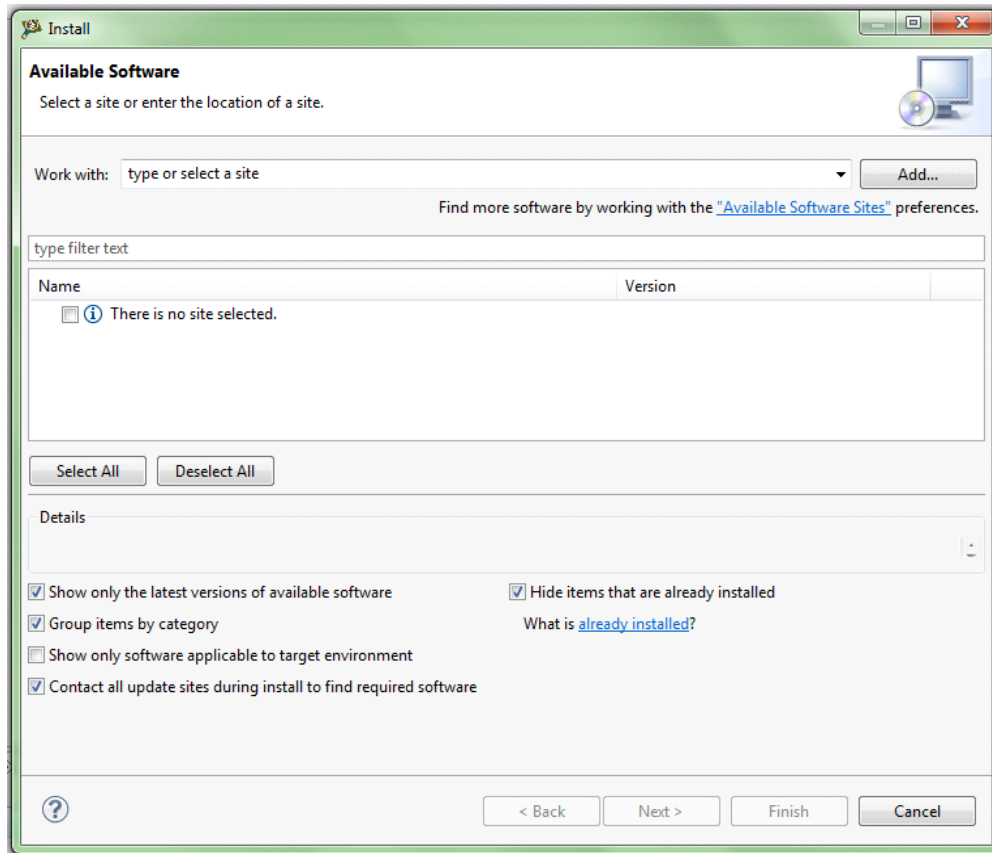 Install
Available Software
Select a site or enter the location of a site.
Work with: type or select a site Add...
Find more software by working with the "Available Software Sites" preferences.
type filter text
Name Version
There is no site selected.
Select All Deselect All
Details
Show only the latest versions of available software Hide items that are already installed
Group items by category What is already installed?
Show only software applicable to target environment
Contact all update sites during install to find required software
< Back Next > Finish Cancel